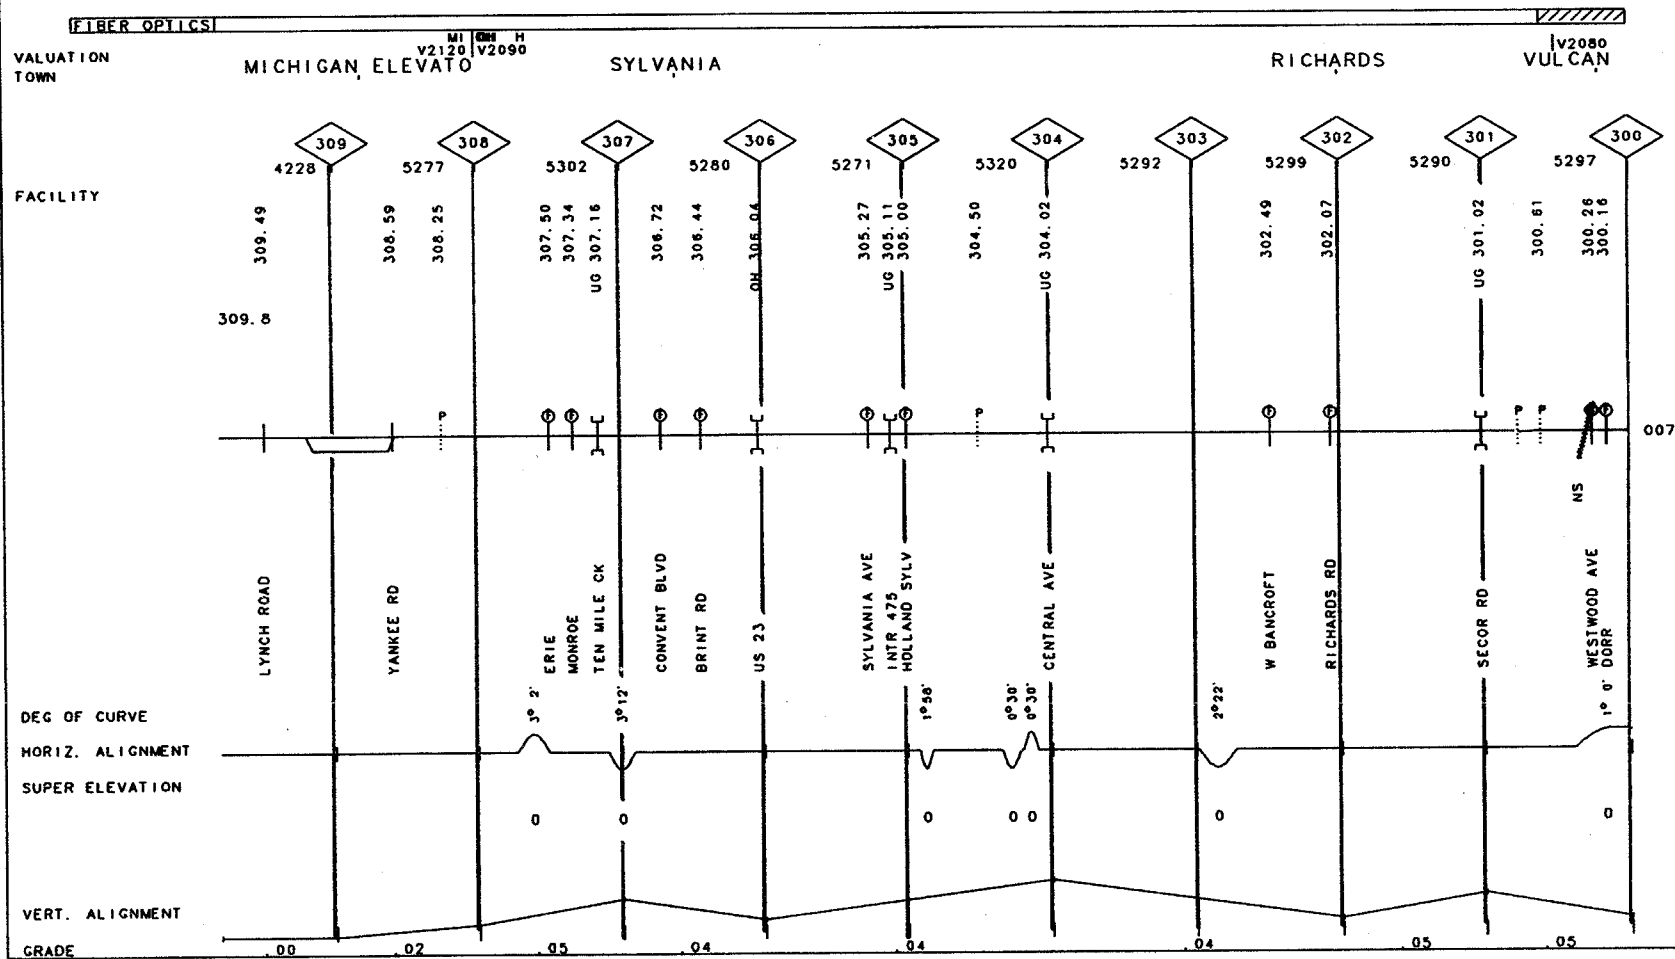 FIBER OPTICS
MI OH H
V2120 V2090
V2080
VALUATION
TOWN
MICHIGAN ELEVATO
SYLVANIA
RICHARDS
VULCAN
309 308 307 306 305 304 303 302 301 300
4228 5277 5302 5280 5271 5320 5292 5299 5290 5297
FACILITY
309.49
308.59
308.25
307.50
307.34
UG 307.16
306.72
306.44
OH 306.04
305.27
UG 305.11
305.00
304.50
UG 304.02
302.49
302.07
UG 301.02
300.61
300.26
300.16
309.8
P F F F F F F P F F P P F
007
NS
LYNCH ROAD
YANKEE RD
ERIE
MONROE
TEN MILE CK
CONVENT BLVD
BRINT RD
US 23
SYLVANIA AVE
INTR 475
HOLLAND SYLV
CENTRAL AVE
W BANCROFT
RICHARDS RD
SECOR RD
WESTWOOD AVE
DORR
DEG OF CURVE
3° 2'
3°12'
1°58'
0°30'
0°30'
2°22'
1° 0'
HORIZ. ALIGNMENT
SUPER ELEVATION
0 0 0 0 0 0 0
VERT. ALIGNMENT
GRADE
.00 .02 .05 .04 .04 .04 .05 .05